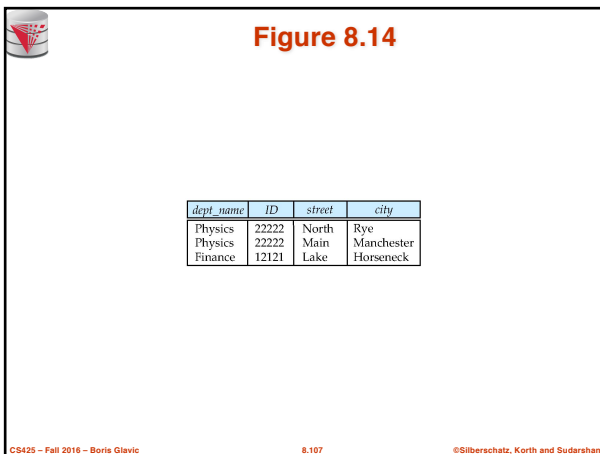 Figure 8.14
dept_name ID street city
Physics 22222 North Rye
Physics 22222 Main Manchester
Finance 12121 Lake Horseneck
CS425 – Fall 2016 – Boris Glavic 8.107 ©Silberschatz, Korth and Sudarshan